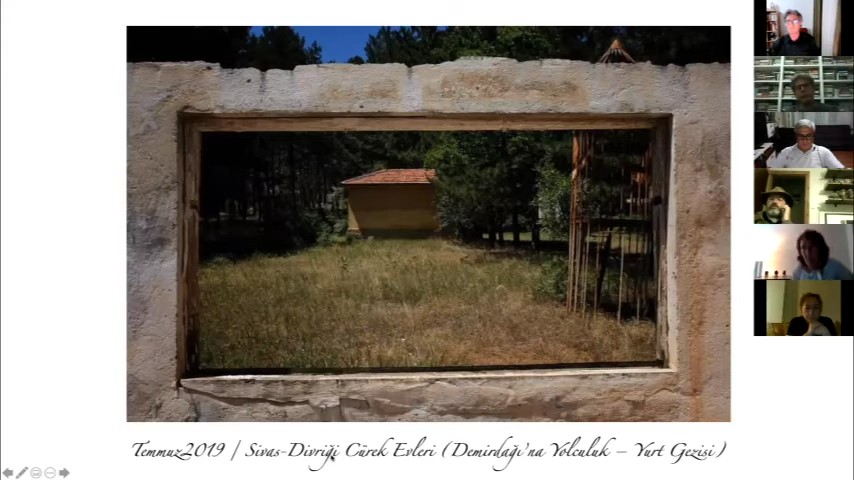 Temmuz2019 | Sivas-Divriği Cürek Evleri (Demirdağı'na Yolculuk – Yurt Gezisi)